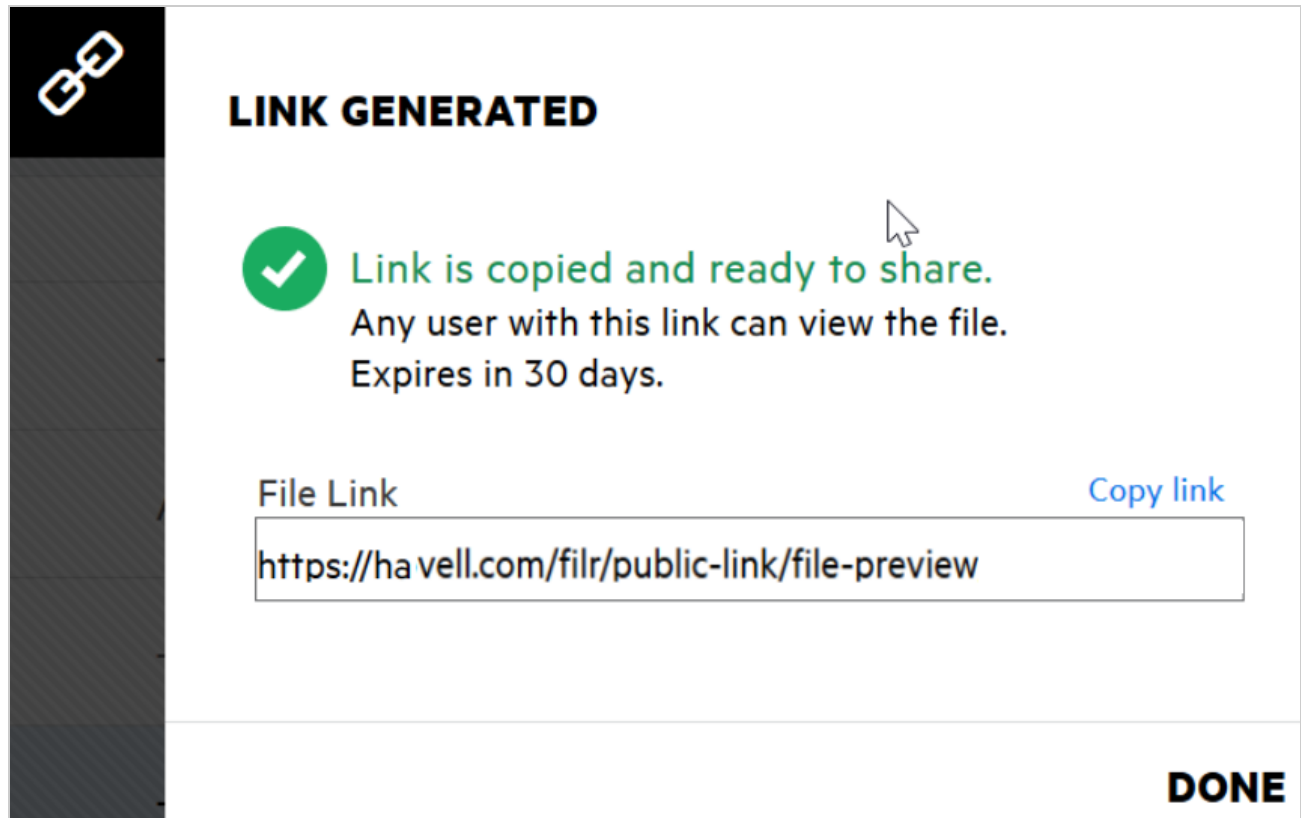 LINK GENERATED
Link is copied and ready to share.
Any user with this link can view the file.
Expires in 30 days.
File Link
Copy link
https://ha vell.com/filr/public-link/file-preview
DONE